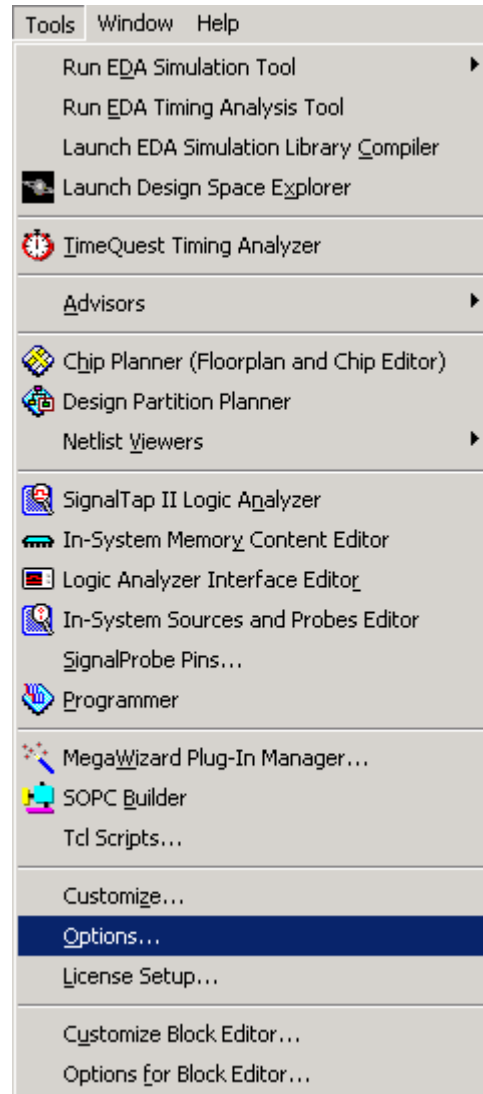 Tools Window Help
Run EDA Simulation Tool
Run EDA Timing Analysis Tool
Launch EDA Simulation Library Compiler
Launch Design Space Explorer
TimeQuest Timing Analyzer
Advisors
Chip Planner (Floorplan and Chip Editor)
Design Partition Planner
Netlist Viewers
SignalTap II Logic Analyzer
In-System Memory Content Editor
Logic Analyzer Interface Editor
In-System Sources and Probes Editor
SignalProbe Pins...
Programmer
MegaWizard Plug-In Manager...
SOPC Builder
Tcl Scripts...
Customize...
Options...
License Setup...
Customize Block Editor...
Options for Block Editor...